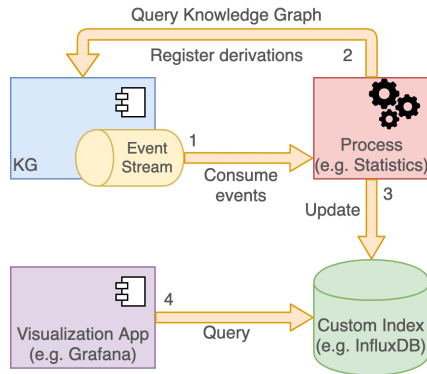 Query Knowledge Graph
Register derivations
2
KG
Event
Stream
1
Consume
events
Process
(e.g. Statistics)
3
Update
Visualization App
(e.g. Grafana)
4
Query
Custom Index
(e.g. InfluxDB)